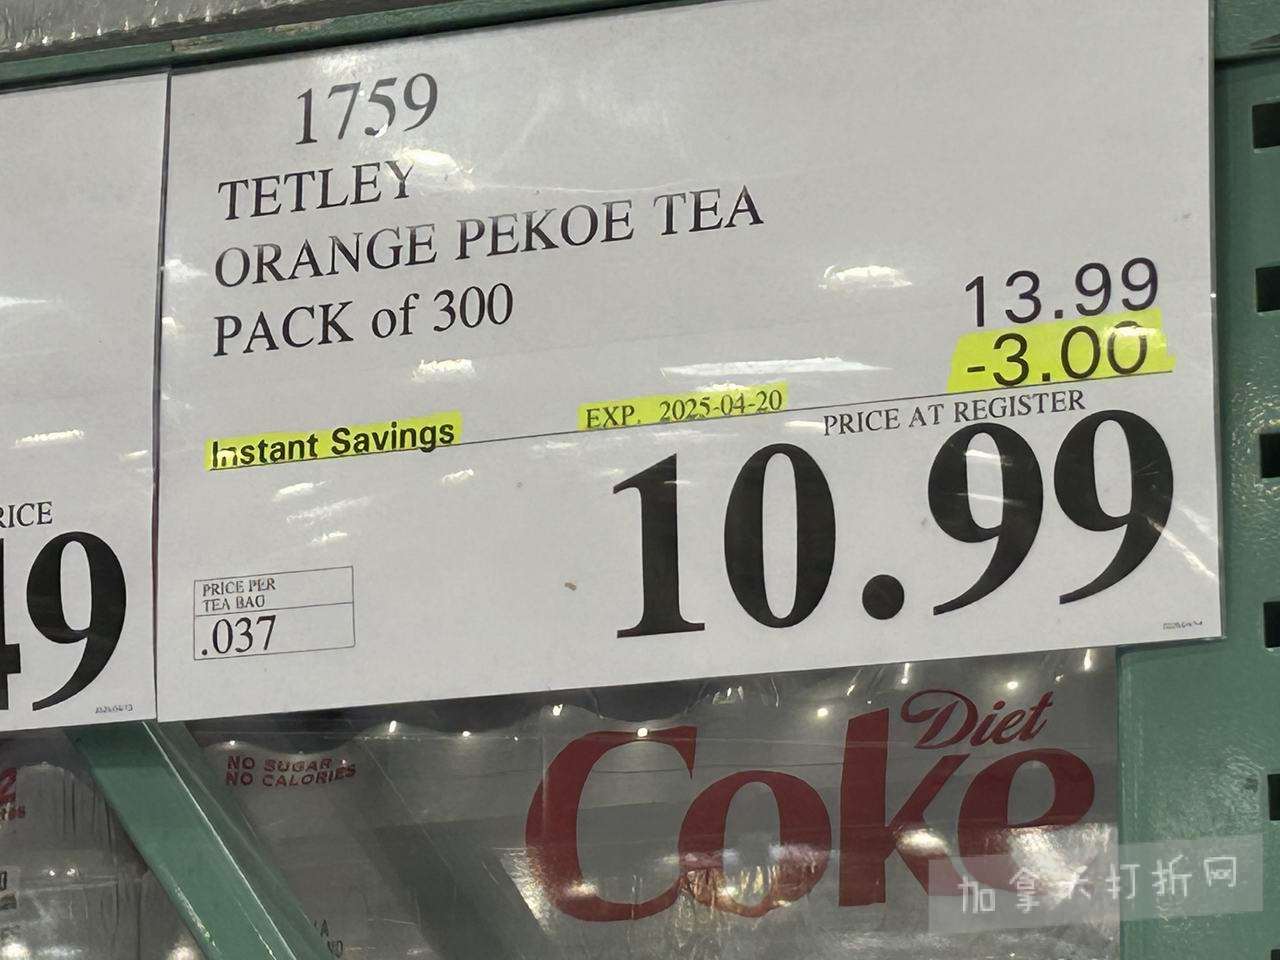 1759
TETLEY
ORANGE PEKOE TEA
PACK of 300
13.99
-3.00
Instant Savings
EXP. 2025-04-20
PRICE AT REGISTER
10.99
PRICE PER
TEA BAG
.037
RICE
49
NO SUGAR
NO CALORIES
Diet
Coke
加拿大打折网